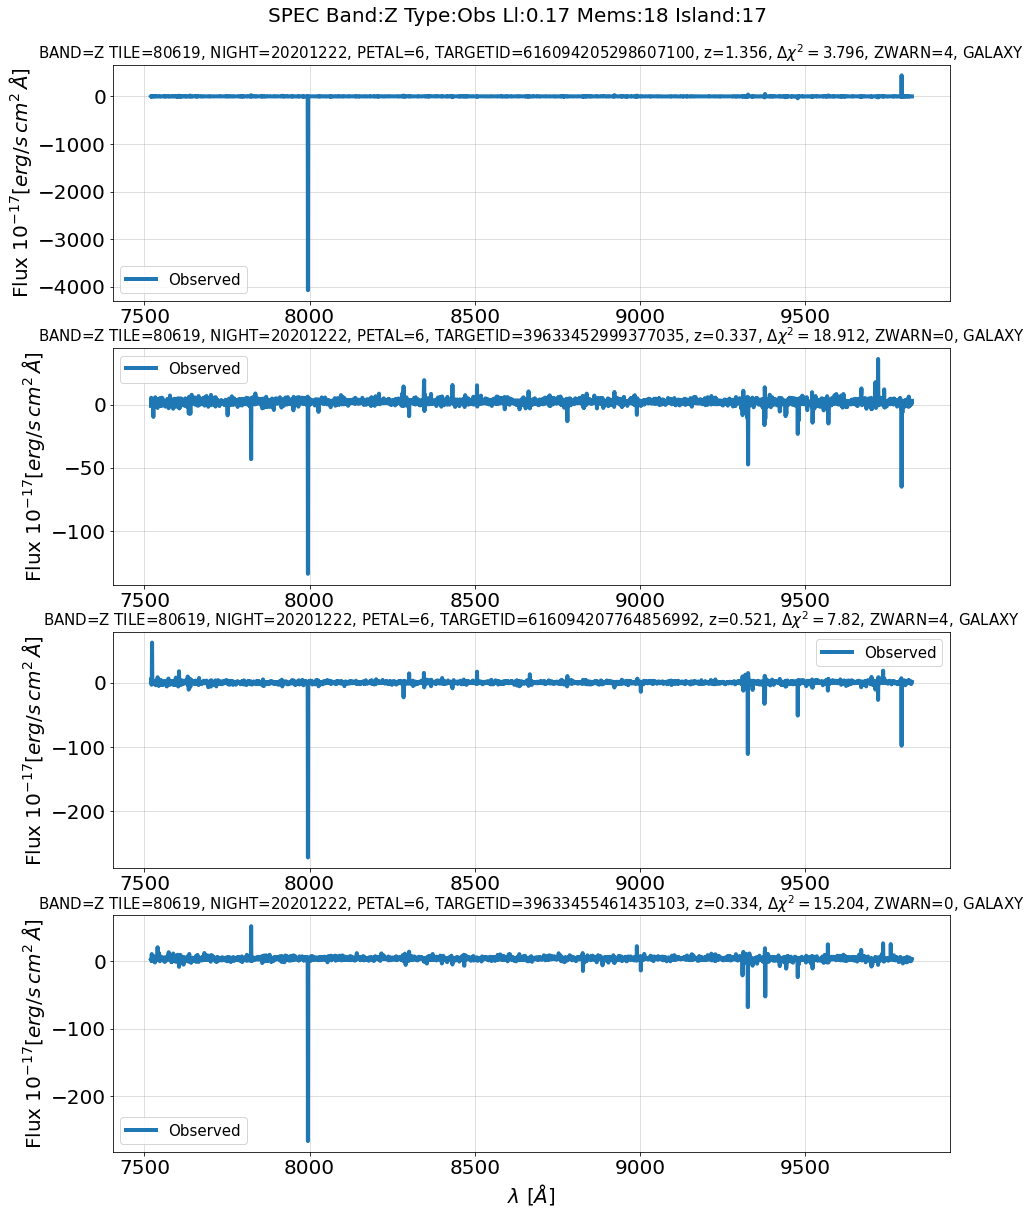 SPEC Band:Z Type:Obs Ll:0.17 Mems:18 Island:17
BAND=Z TILE=80619, NIGHT=20201222, PETAL=6, TARGETID=616094205298607100, z=1.356, Δχ² = 3.796, ZWARN=4, GALAXY
Flux 10⁻¹⁷[erg/s cm² Å]
0
−1000
−2000
−3000
−4000
Observed
7500 8000 8500 9000 9500
BAND=Z TILE=80619, NIGHT=20201222, PETAL=6, TARGETID=39633452999377035, z=0.337, Δχ² = 18.912, ZWARN=0, GALAXY
Flux 10⁻¹⁷[erg/s cm² Å]
Observed
0
−50
−100
7500 8000 8500 9000 9500
BAND=Z TILE=80619, NIGHT=20201222, PETAL=6, TARGETID=616094207764856992, z=0.521, Δχ² = 7.82, ZWARN=4, GALAXY
Flux 10⁻¹⁷[erg/s cm² Å]
Observed
0
−100
−200
7500 8000 8500 9000 9500
BAND=Z TILE=80619, NIGHT=20201222, PETAL=6, TARGETID=39633455461435103, z=0.334, Δχ² = 15.204, ZWARN=0, GALAXY
Flux 10⁻¹⁷[erg/s cm² Å]
0
−100
−200
Observed
7500 8000 8500 9000 9500
λ [Å]